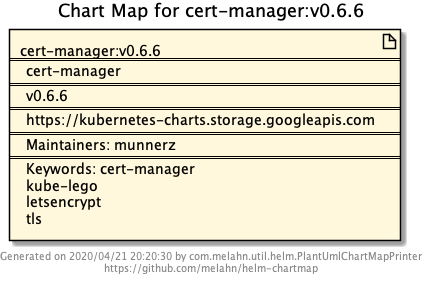 Chart Map for cert-manager:v0.6.6
cert-manager:v0.6.6
cert-manager
v0.6.6
https://kubernetes-charts.storage.googleapis.com
Maintainers: munnerz
Keywords: cert-manager
kube-lego
letsencrypt
tls
Generated on 2020/04/21 20:20:30 by com.melahn.util.helm.PlantUmlChartMapPrinter
https://github.com/melahn/helm-chartmap